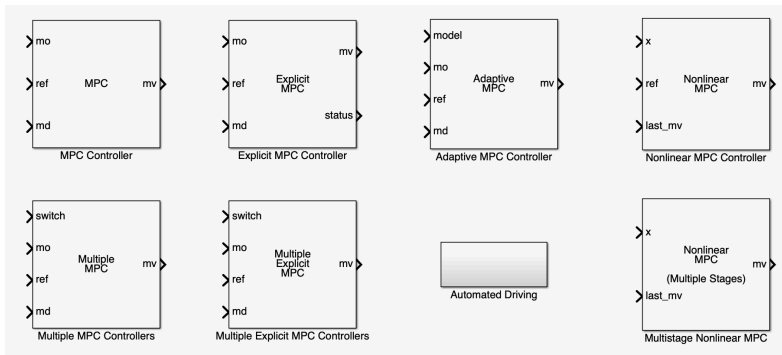 mo
ref
md
MPC
mv
MPC Controller
mo
ref
md
Explicit
MPC
mv
status
Explicit MPC Controller
model
mo
ref
md
Adaptive
MPC
mv
Adaptive MPC Controller
x
ref
last_mv
Nonlinear
MPC
mv
Nonlinear MPC Controller
switch
mo
ref
md
Multiple
MPC
mv
Multiple MPC Controllers
switch
mo
ref
md
Multiple
Explicit
MPC
mv
Multiple Explicit MPC Controllers
Automated Driving
x
last_mv
Nonlinear
MPC
(Multiple Stages)
mv
Multistage Nonlinear MPC